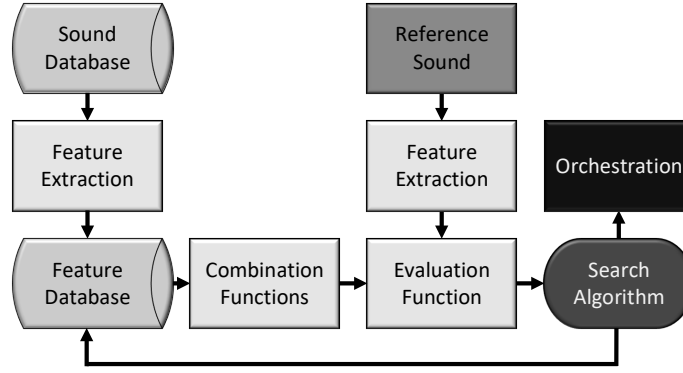 Sound
Database
Reference
Sound
Feature
Extraction
Feature
Extraction
Orchestration
Feature
Database
Combination
Functions
Evaluation
Function
Search
Algorithm